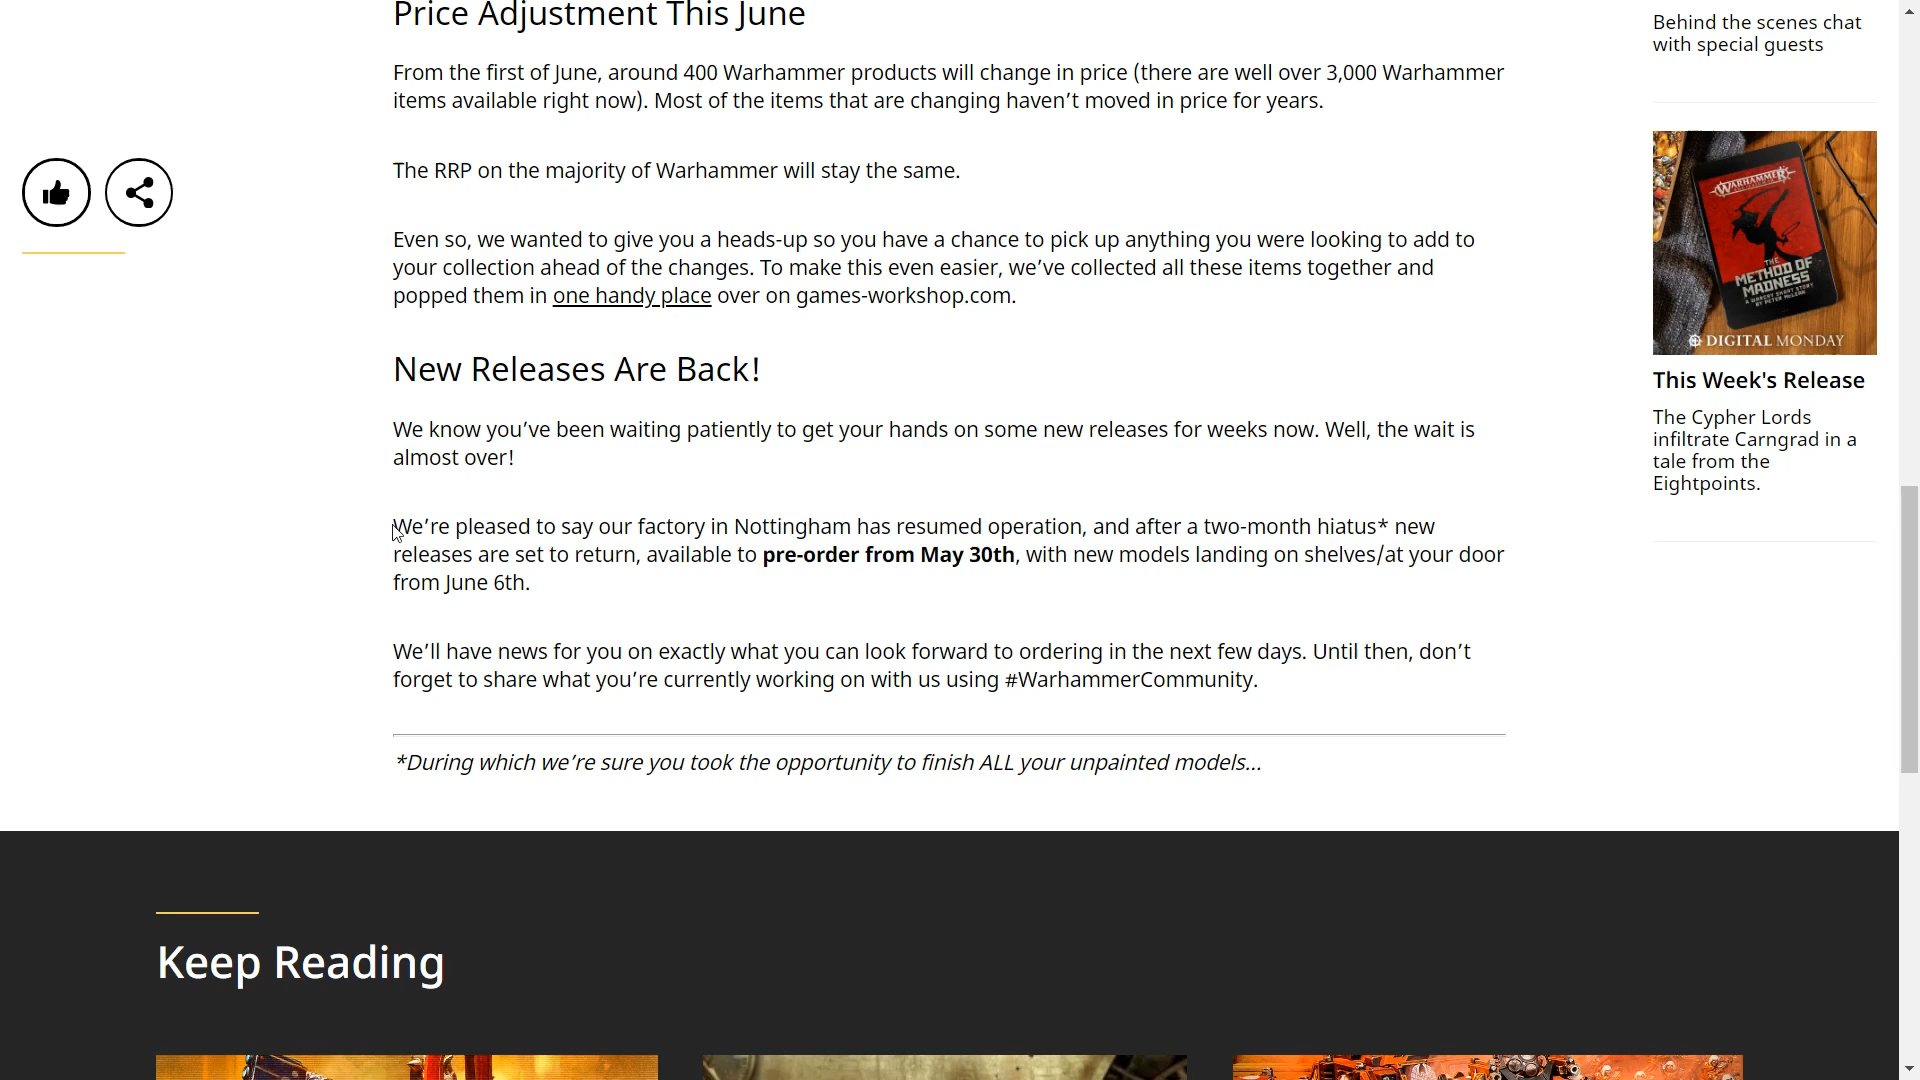 Price Adjustment This June
From the first of June, around 400 Warhammer products will change in price (there are well over 3,000 Warhammer
items available right now). Most of the items that are changing haven’t moved in price for years.
The RRP on the majority of Warhammer will stay the same.
Even so, we wanted to give you a heads-up so you have a chance to pick up anything you were looking to add to
your collection ahead of the changes. To make this even easier, we’ve collected all these items together and
popped them in one handy place over on games-workshop.com.
New Releases Are Back!
We know you’ve been waiting patiently to get your hands on some new releases for weeks now. Well, the wait is
almost over!
We’re pleased to say our factory in Nottingham has resumed operation, and after a two-month hiatus* new
releases are set to return, available to pre-order from May 30th, with new models landing on shelves/at your door
from June 6th.
We’ll have news for you on exactly what you can look forward to ordering in the next few days. Until then, don’t
forget to share what you’re currently working on with us using #WarhammerCommunity.
*During which we’re sure you took the opportunity to finish ALL your unpainted models…
Behind the scenes chat
with special guests
WARHAMMER
THE
METHOD OF
MADNESS
A WARCRY SHORT STORY
BY PETER McLEAN
DIGITAL MONDAY
This Week's Release
The Cypher Lords
infiltrate Carngrad in a
tale from the
Eightpoints.
Keep Reading